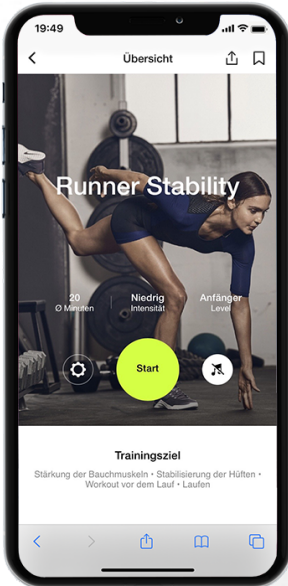 19:49
Übersicht
Runner Stability
20
Ø Minuten
Niedrig
Intensität
Anfänger
Level
Start
Trainingsziel
Stärkung der Bauchmuskeln • Stabilisierung der Hüften •
Workout vor dem Lauf • Laufen